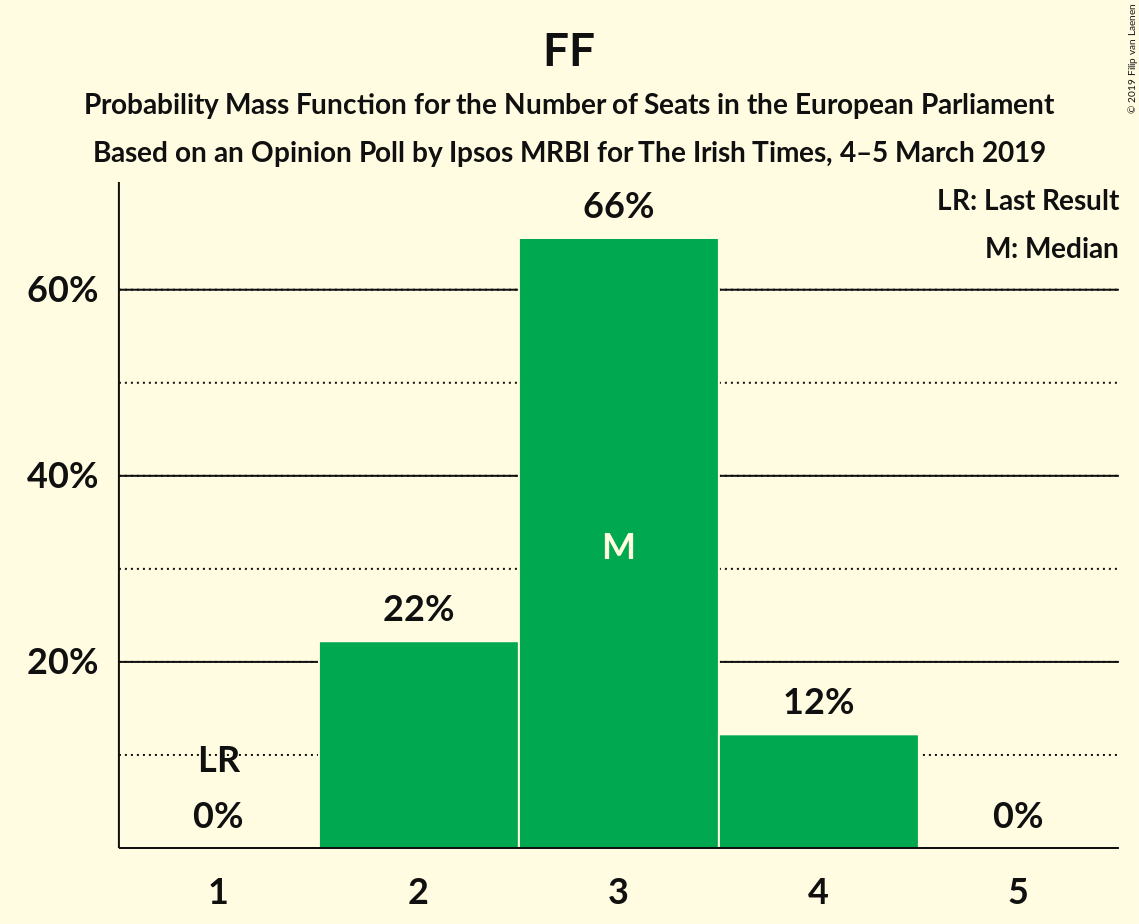 FF
Probability Mass Function for the Number of Seats in the European Parliament
Based on an Opinion Poll by Ipsos MRBI for The Irish Times, 4–5 March 2019
© 2019 Filip van Laenen
LR: Last Result
M: Median
66%
60%
40%
M
22%
20%
12%
LR
0%
0%
1 2 3 4 5